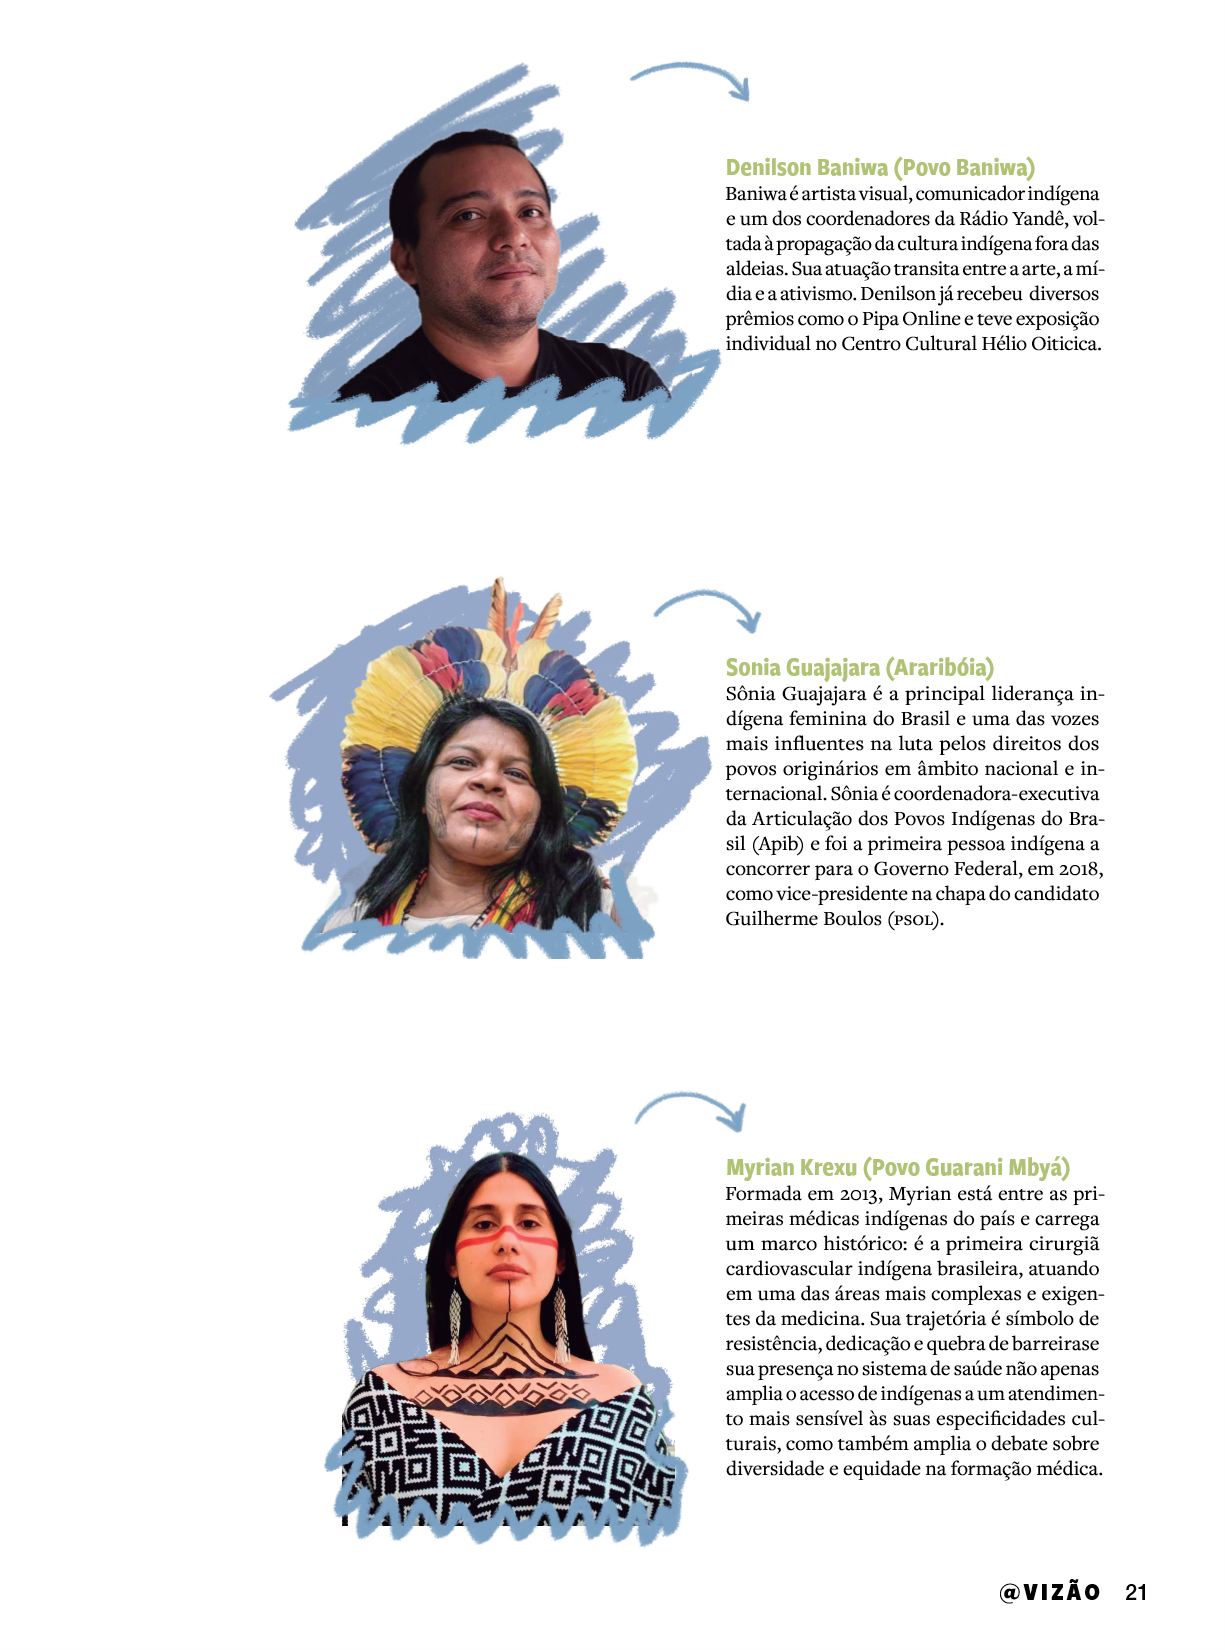 Denilson Baniwa (Povo Baniwa)
Baniwa é artista visual, comunicador indígena
e um dos coordenadores da Rádio Yandê, vol-
tada à propagação da cultura indígena fora das
aldeias. Sua atuação transita entre a arte, a mí-
dia e a ativismo. Denilson já recebeu diversos
prêmios como o Pipa Online e teve exposição
individual no Centro Cultural Hélio Oiticica.
Sonia Guajajara (Araribóia)
Sônia Guajajara é a principal liderança in-
dígena feminina do Brasil e uma das vozes
mais influentes na luta pelos direitos dos
povos originários em âmbito nacional e in-
ternacional. Sônia é coordenadora-executiva
da Articulação dos Povos Indígenas do Bra-
sil (Apib) e foi a primeira pessoa indígena a
concorrer para o Governo Federal, em 2018,
como vice-presidente na chapa do candidato
Guilherme Boulos (PSOL).
Myrian Krexu (Povo Guarani Mbyá)
Formada em 2013, Myrian está entre as pri-
meiras médicas indígenas do país e carrega
um marco histórico: é a primeira cirurgiã
cardiovascular indígena brasileira, atuando
em uma das áreas mais complexas e exigen-
tes da medicina. Sua trajetória é símbolo de
resistência, dedicação e quebra de barreirase
sua presença no sistema de saúde não apenas
amplia o acesso de indígenas a um atendimen-
to mais sensível às suas especificidades cul-
turais, como também amplia o debate sobre
diversidade e equidade na formação médica.
@VIZÃO 21